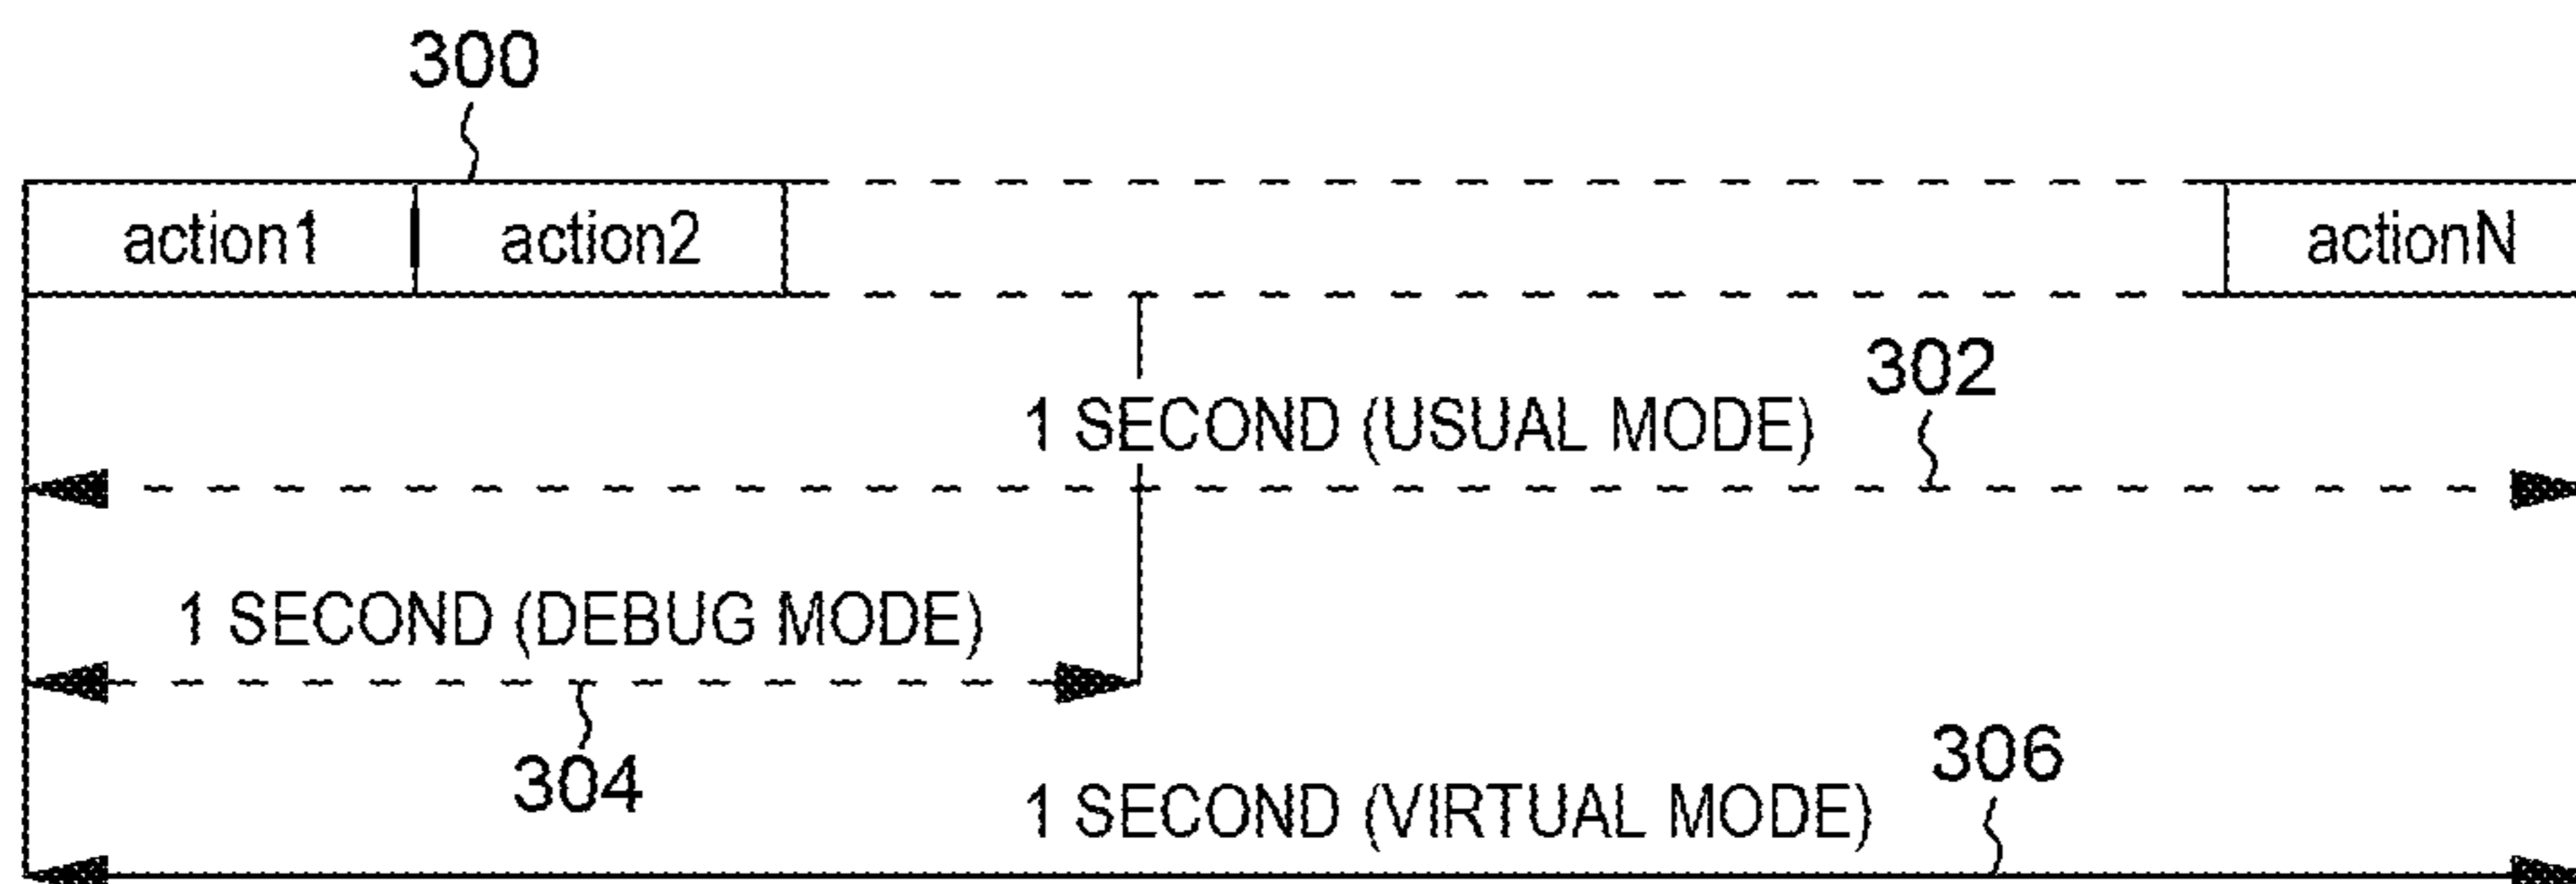 300
action1 action2 actionN
302
1 SECOND (USUAL MODE)
1 SECOND (DEBUG MODE)
304
306
1 SECOND (VIRTUAL MODE)